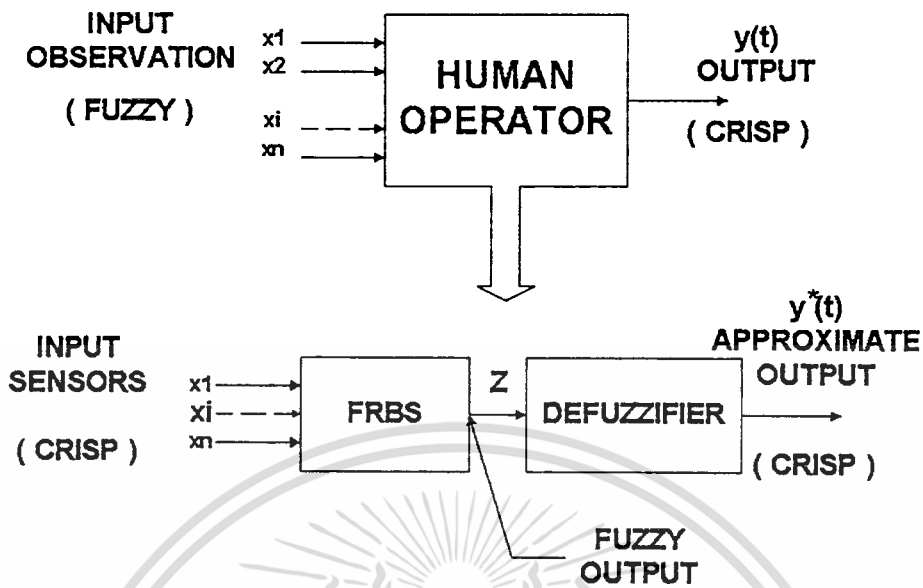 INPUT
OBSERVATION
( FUZZY )
x1
x2
xi
xn
HUMAN
OPERATOR
y(t)
OUTPUT
( CRISP )
INPUT
SENSORS
( CRISP )
x1
xi
xn
FRBS
Z
DEFUZZIFIER
y*(t)
APPROXIMATE
OUTPUT
( CRISP )
FUZZY
OUTPUT